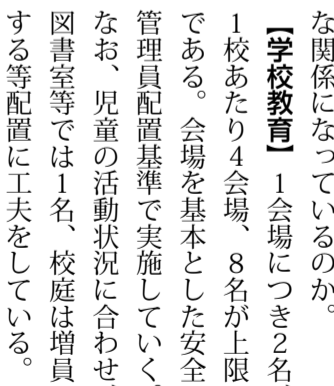 な関係になっているのか。
【学校教育】 1会場につき2名、
1校あたり4会場、8名が上限
である。会場を基本とした安全
管理員配置基準で実施していく。
なお、児童の活動状況に合わせ、
図書室等では1名、校庭は増員
する等配置に工夫をしている。